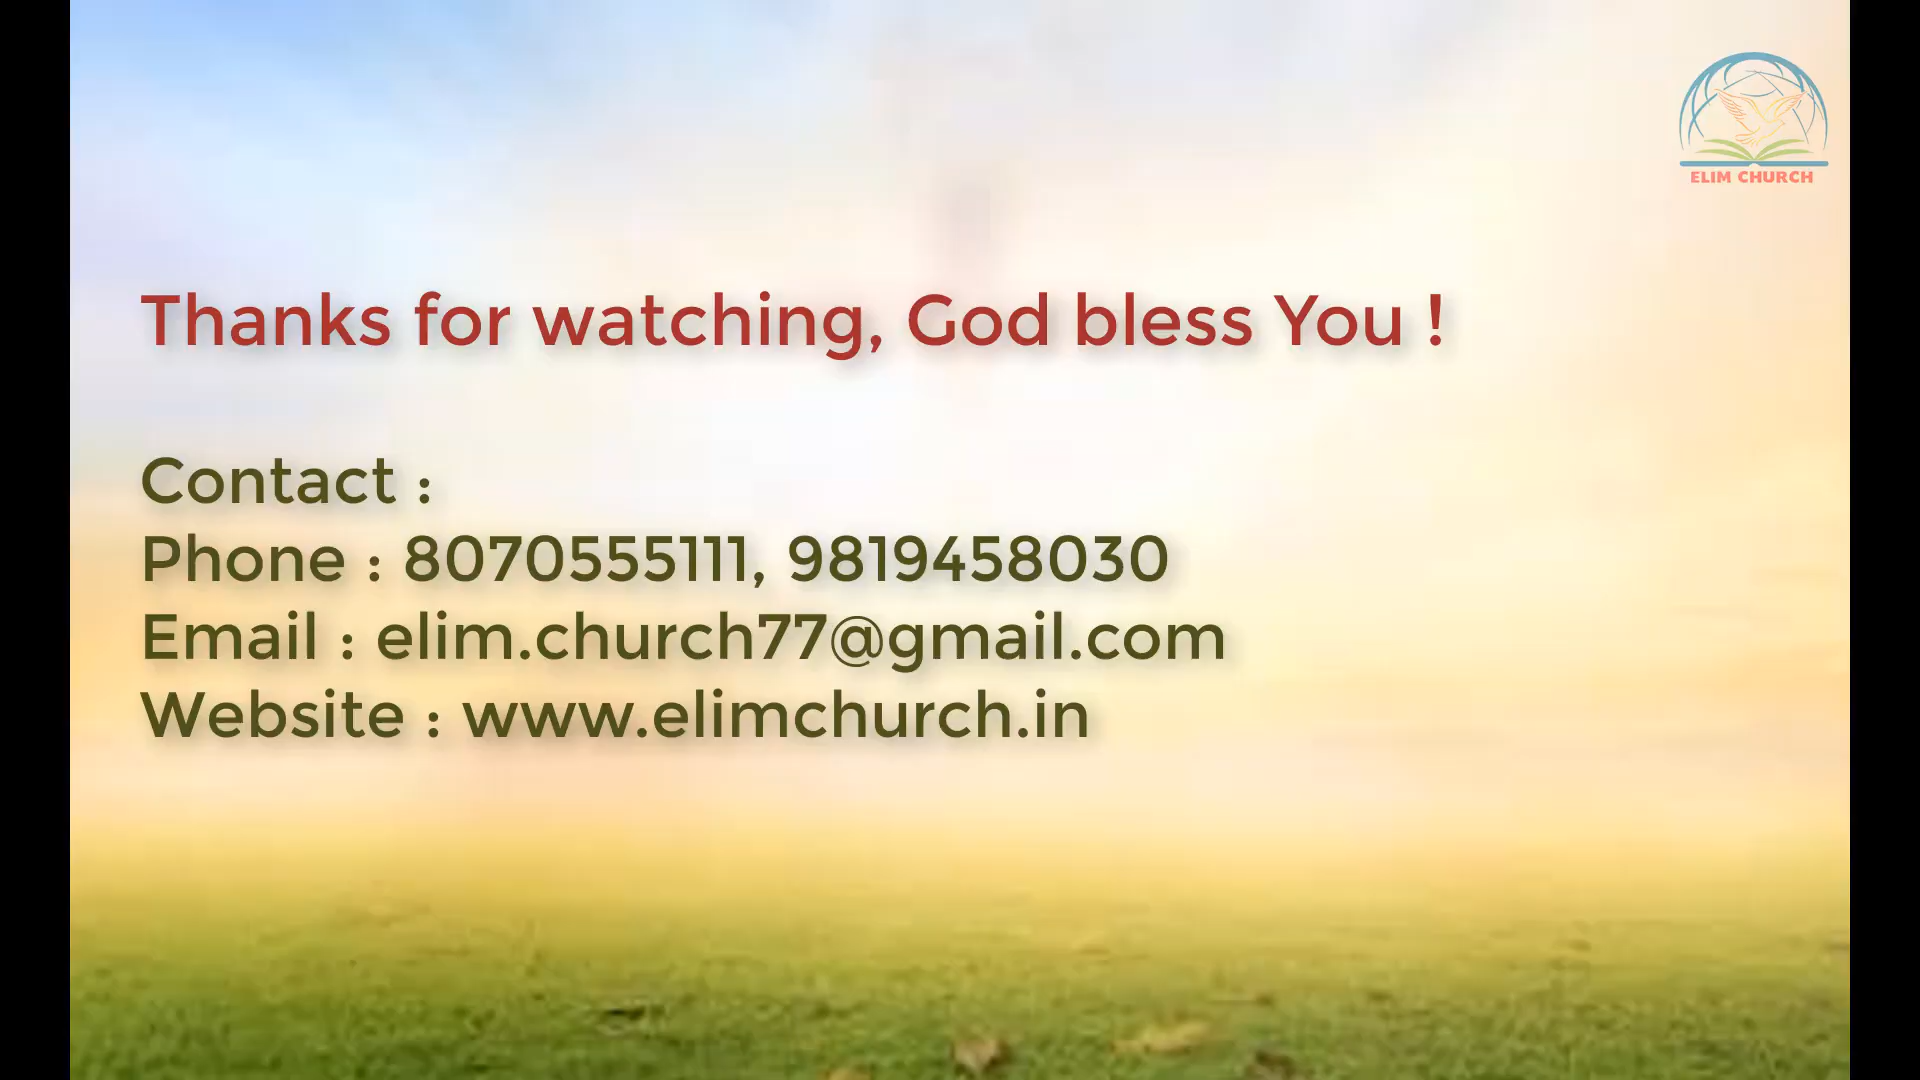 ELIM CHURCH
Thanks for watching, God bless You !
Contact :
Phone : 8070555111, 9819458030
Email : elim.church77@gmail.com
Website : www.elimchurch.in